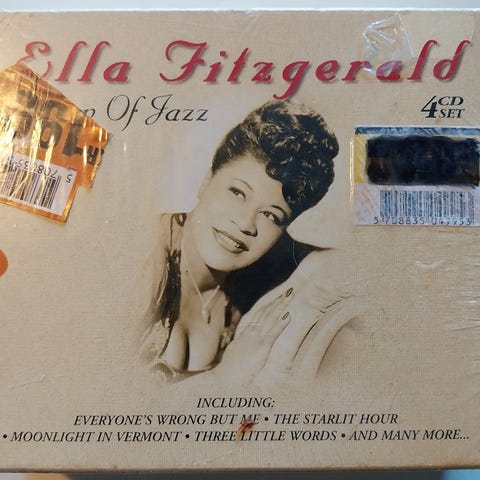 Ella Fitzgerald
Of Jazz
4CD
SET
INCLUDING:
EVERYONE'S WRONG BUT ME • THE STARLIT HOUR
• MOONLIGHT IN VERMONT • THREE LITTLE WORDS • AND MANY MORE...